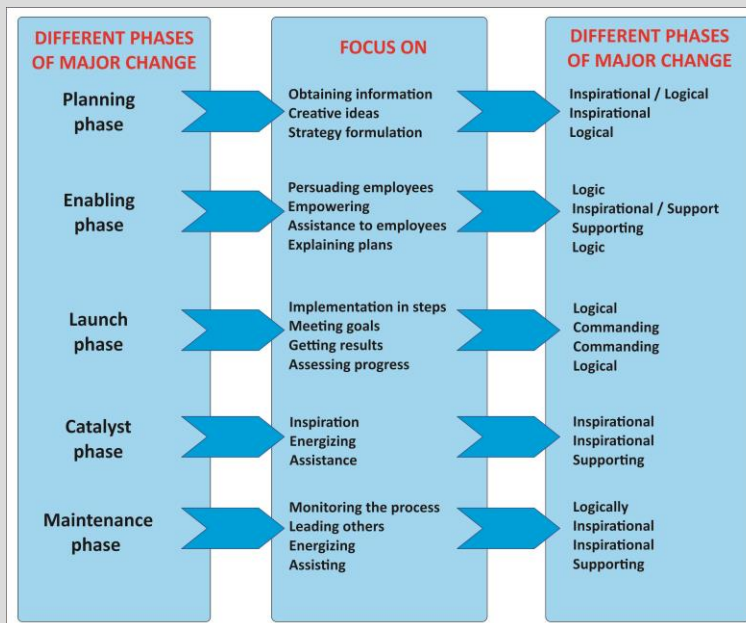 DIFFERENT PHASES
OF MAJOR CHANGE
FOCUS ON
DIFFERENT PHASES
OF MAJOR CHANGE
Planning
phase
Obtaining information
Creative ideas
Strategy formulation
Inspirational / Logical
Inspirational
Logical
Enabling
phase
Persuading employees
Empowering
Assistance to employees
Explaining plans
Logic
Inspirational / Support
Supporting
Logic
Launch
phase
Implementation in steps
Meeting goals
Getting results
Assessing progress
Logical
Commanding
Commanding
Logical
Catalyst
phase
Inspiration
Energizing
Assistance
Inspirational
Inspirational
Supporting
Maintenance
phase
Monitoring the process
Leading others
Energizing
Assisting
Logically
Inspirational
Inspirational
Supporting